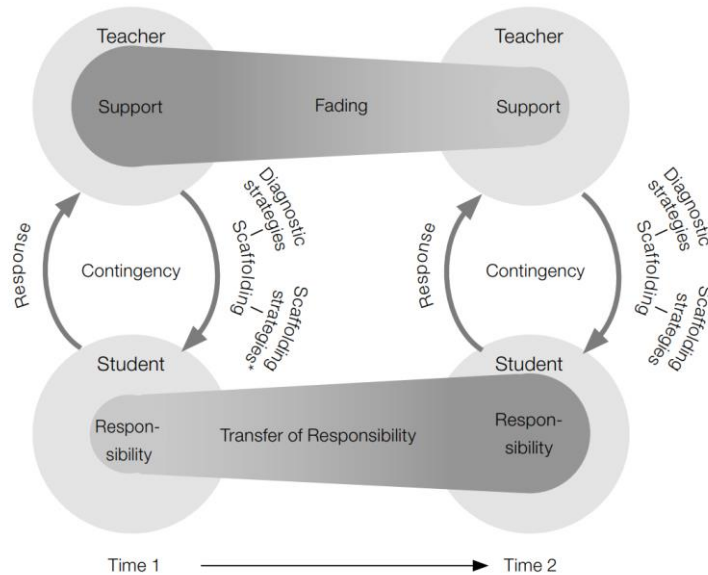 Teacher
Teacher
Support
Fading
Support
Response
Contingency
Diagnostic
strategies
Scaffolding
Scaffolding
strategies*
Response
Contingency
Diagnostic
strategies
Scaffolding
Scaffolding
strategies
Student
Student
Respon-
sibility
Transfer of Responsibility
Respon-
sibility
Time 1
Time 2